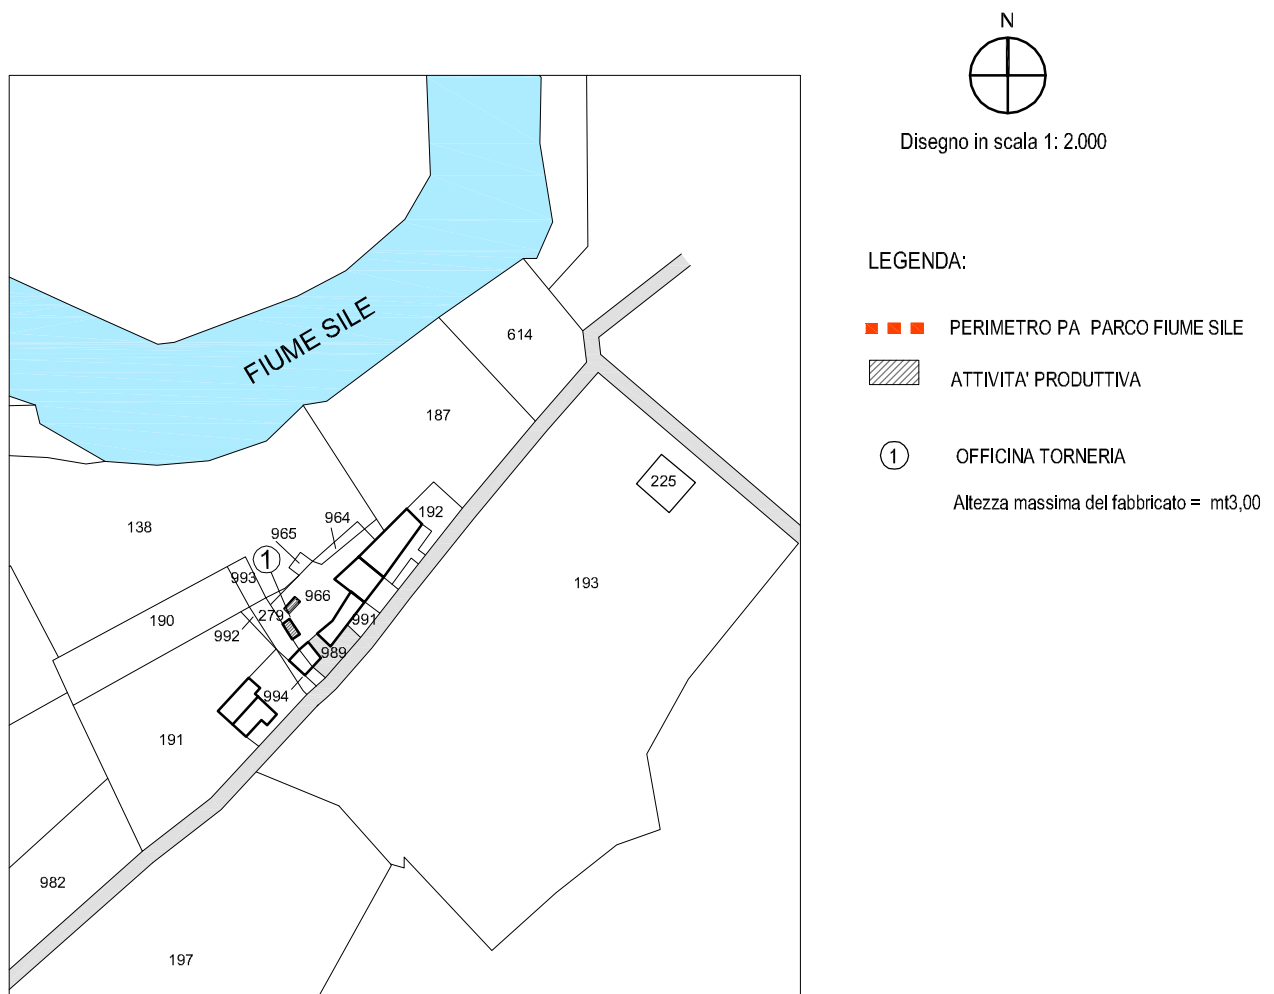 N
Disegno in scala 1: 2.000
LEGENDA:
PERIMETRO PA PARCO FIUME SILE
ATTIVITA' PRODUTTIVA
1 OFFICINA TORNERIA
Altezza massima del fabbricato = mt3,00
FIUME SILE
614
187
225
192
964
965
138
1
993
966
193
279
190
992
991
989
994
191
982
197